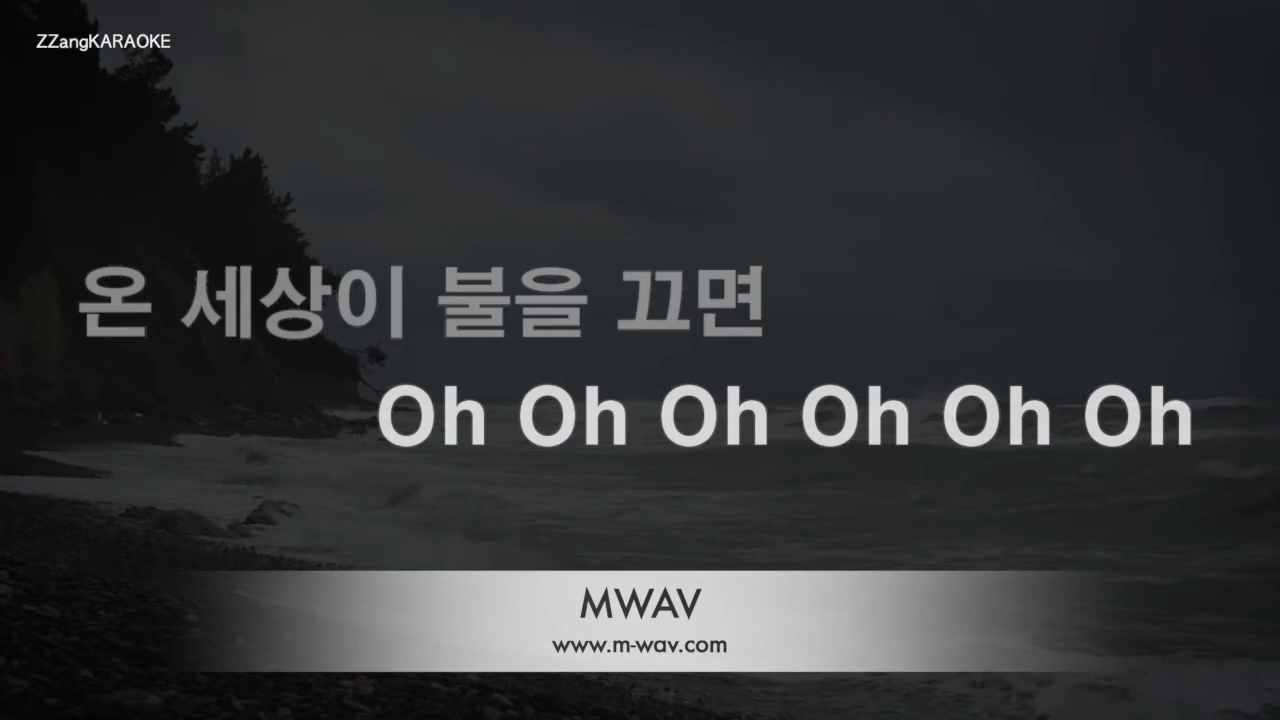 ZZangKARAOKE
온 세상이 불을 끄면
Oh Oh Oh Oh Oh Oh
MWAV
www.m-wav.com